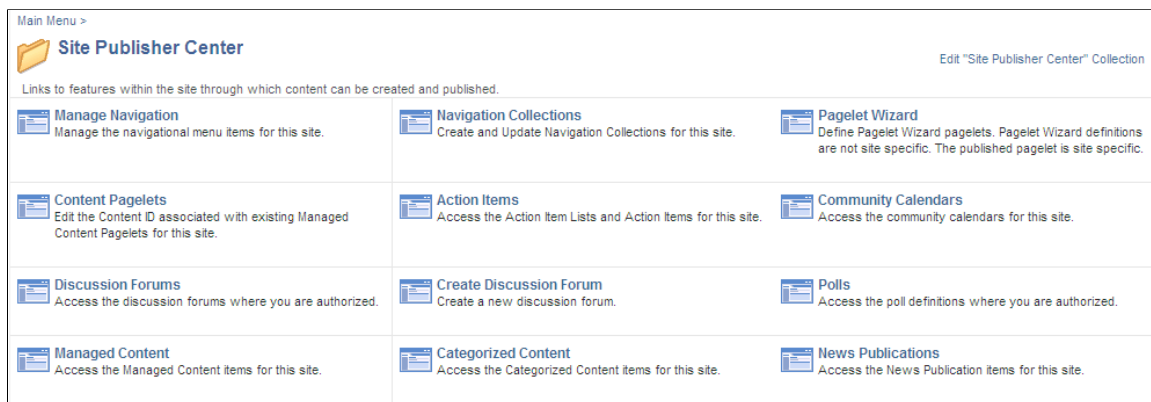 Main Menu >
Site Publisher Center
Edit "Site Publisher Center" Collection
Links to features within the site through which content can be created and published.
Manage Navigation
Manage the navigational menu items for this site.
Navigation Collections
Create and Update Navigation Collections for this site.
Pagelet Wizard
Define Pagelet Wizard pagelets. Pagelet Wizard definitions
are not site specific. The published pagelet is site specific.
Content Pagelets
Edit the Content ID associated with existing Managed
Content Pagelets for this site.
Action Items
Access the Action Item Lists and Action Items for this site.
Community Calendars
Access the community calendars for this site.
Discussion Forums
Access the discussion forums where you are authorized.
Create Discussion Forum
Create a new discussion forum.
Polls
Access the poll definitions where you are authorized.
Managed Content
Access the Managed Content items for this site.
Categorized Content
Access the Categorized Content items for this site.
News Publications
Access the News Publication items for this site.